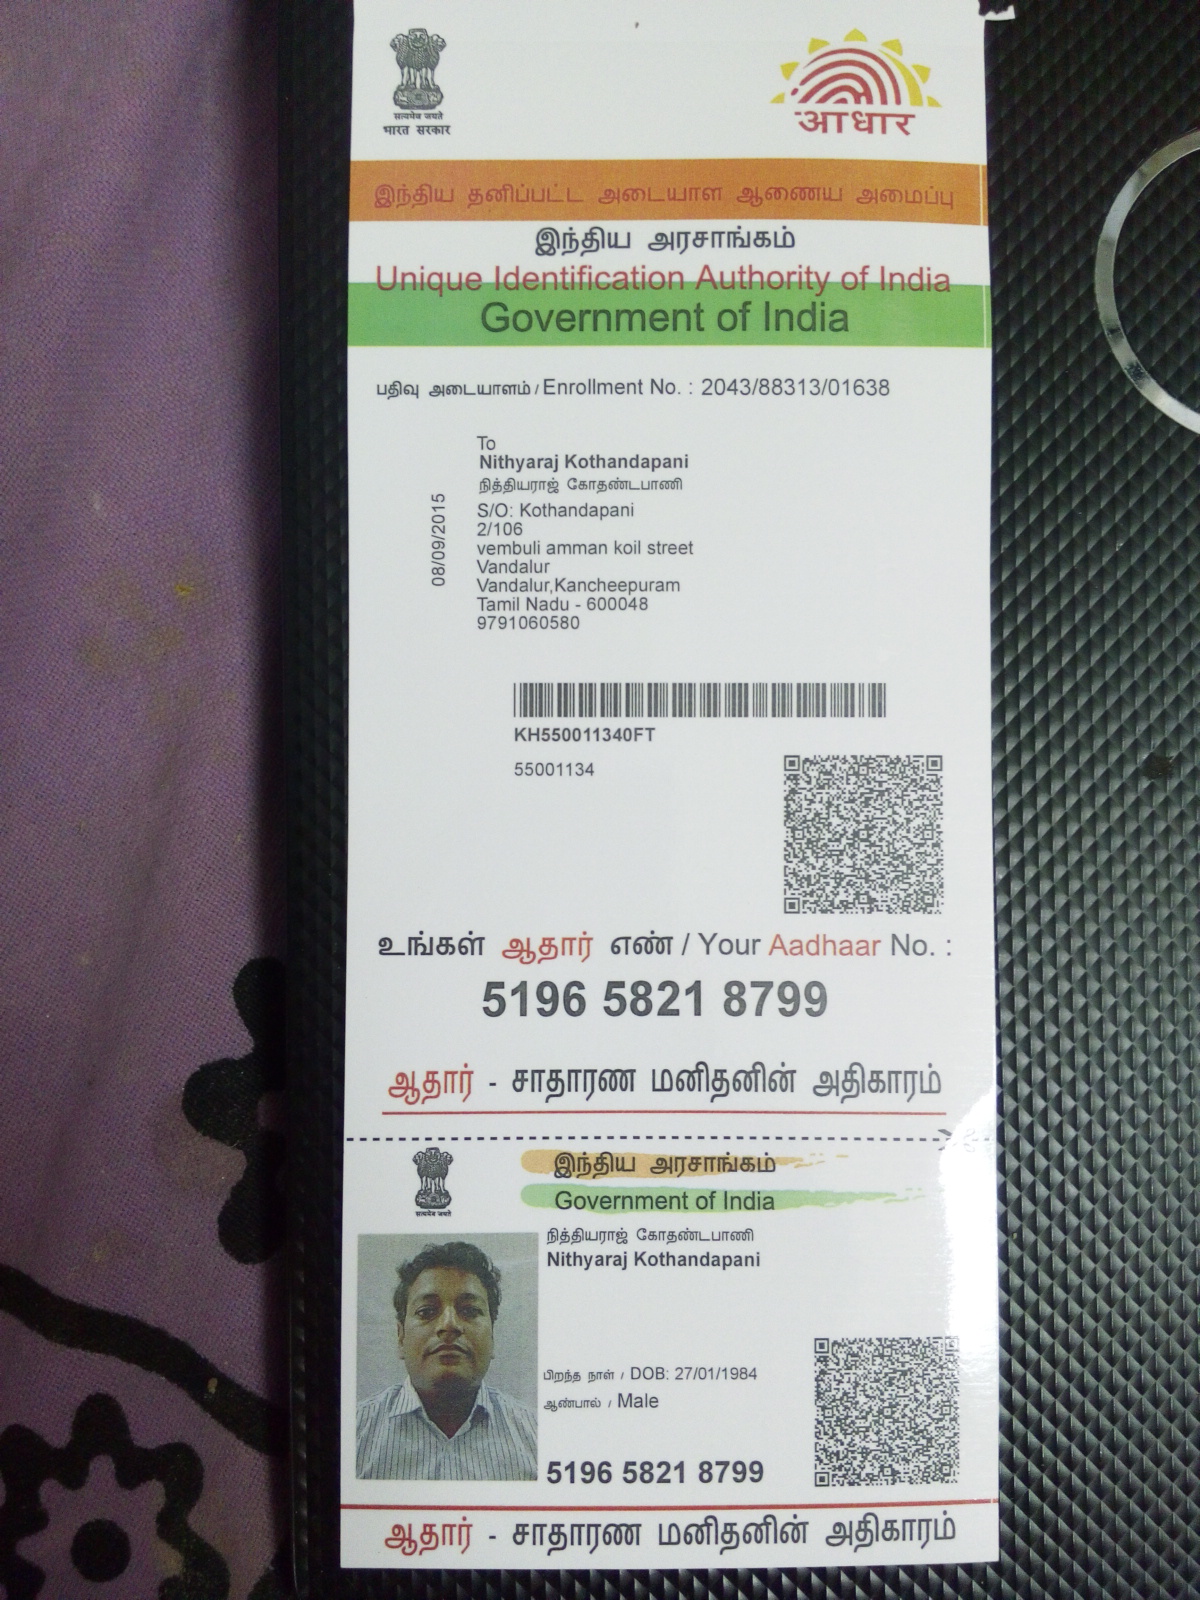 सत्यमेव जयते
भारत सरकार
आधार
இந்திய தனிப்பட்ட அடையாள ஆணைய அமைப்பு
இந்திய அரசாங்கம்
Unique Identification Authority of India
Government of India
பதிவு அடையாளம் / Enrollment No. : 2043/88313/01638
08/09/2015
To
Nithyaraj Kothandapani
நித்தியராஜ் கோதண்டபாணி
S/O: Kothandapani
2/106
vembuli amman koil street
Vandalur
Vandalur,Kancheepuram
Tamil Nadu - 600048
9791060580
KH550011340FT
55001134
உங்கள் ஆதார் எண் / Your Aadhaar No. :
5196 5821 8799
ஆதார் - சாதாரண மனிதனின் அதிகாரம்
सत्यमेव जयते
இந்திய அரசாங்கம்
Government of India
நித்தியராஜ் கோதண்டபாணி
Nithyaraj Kothandapani
பிறந்த நாள் / DOB: 27/01/1984
ஆண்பால் / Male
5196 5821 8799
ஆதார் - சாதாரண மனிதனின் அதிகாரம்